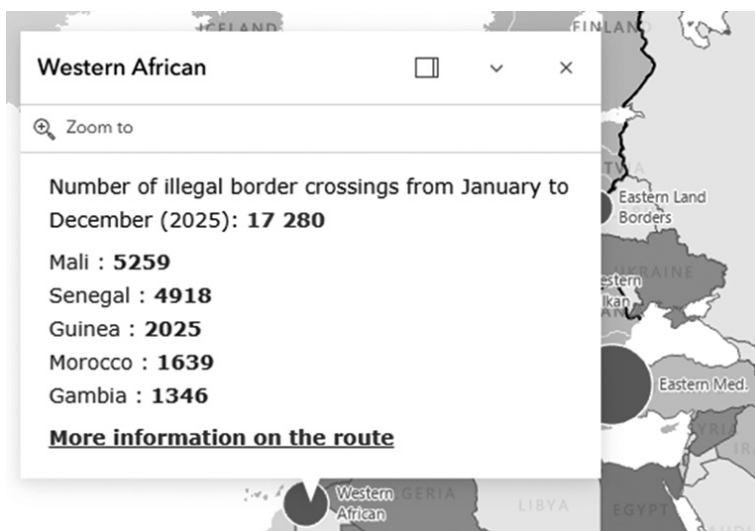 ICELAND
FINLAND
Western African
Zoom to
Number of illegal border crossings from January to
December (2025): 17 280
Mali : 5259
Senegal : 4918
Guinea : 2025
Morocco : 1639
Gambia : 1346
More information on the route
Eastern Land
Borders
UKRAINE
Eastern Med.
Western
African
LIBYA
EGYPT